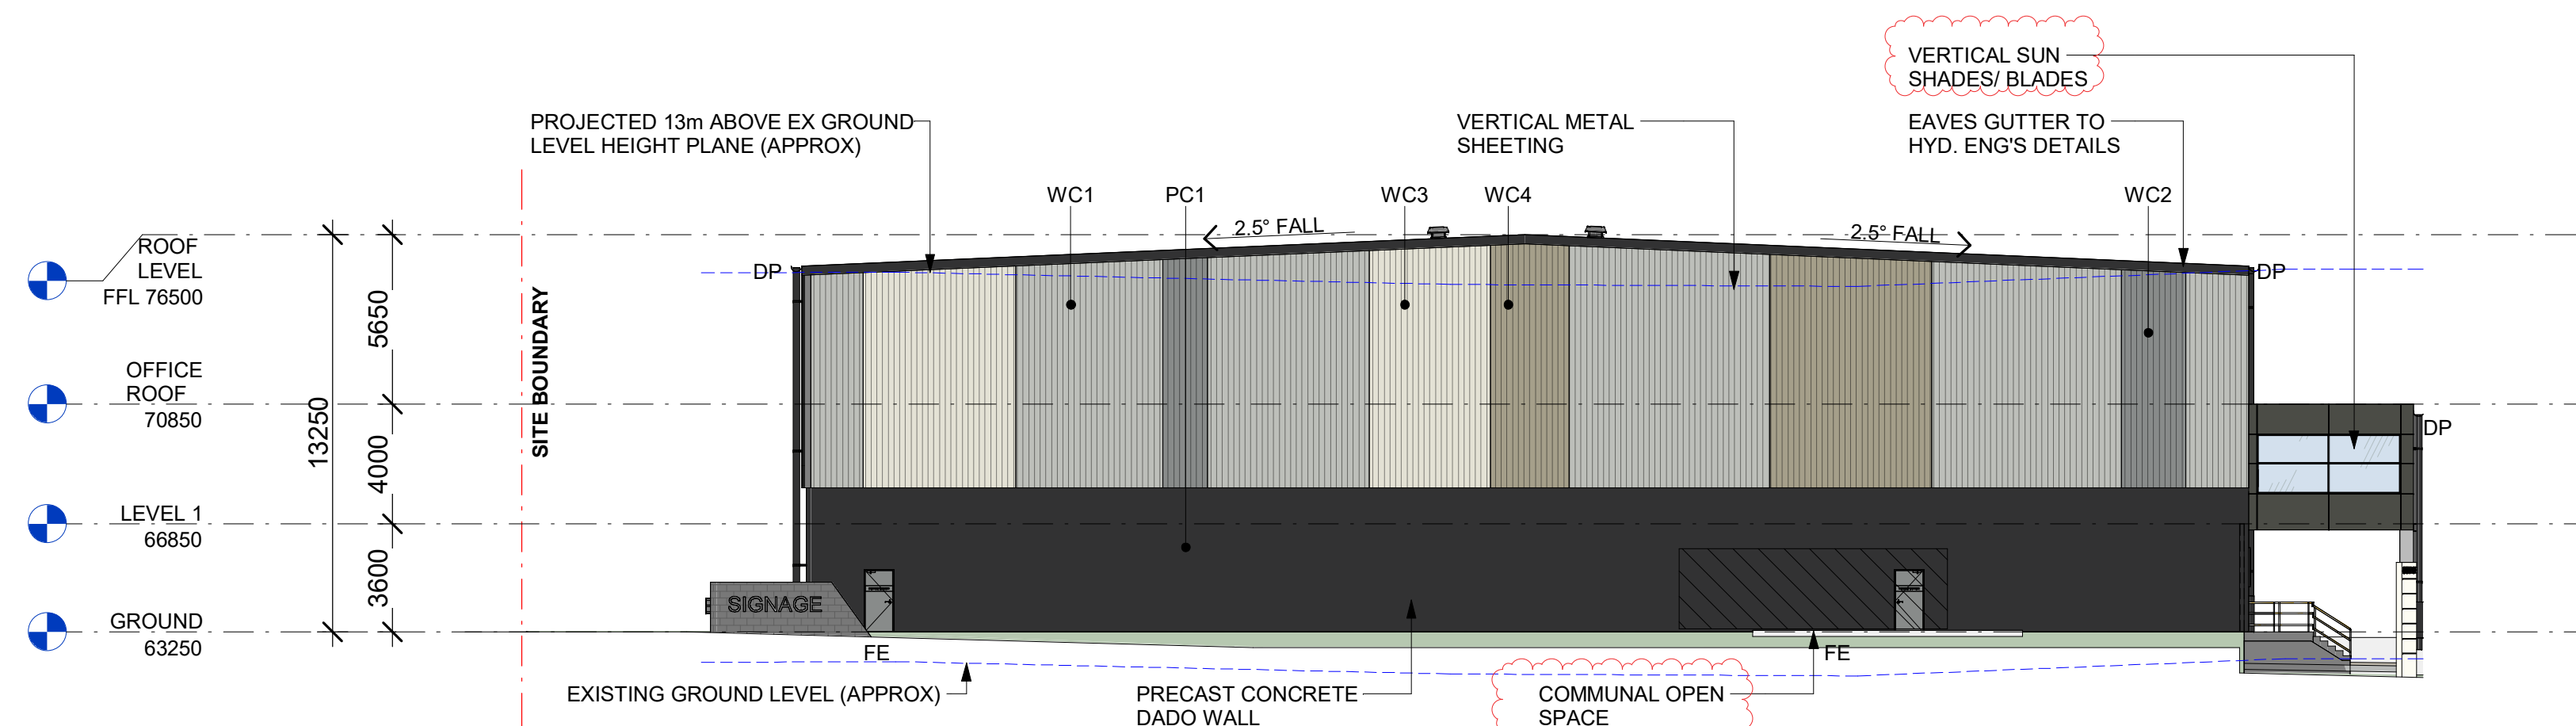 VERTICAL SUN
SHADES/ BLADES
PROJECTED 13m ABOVE EX GROUND
LEVEL HEIGHT PLANE (APPROX)
VERTICAL METAL
SHEETING
EAVES GUTTER TO
HYD. ENG'S DETAILS
WC1
PC1
WC3
WC4
WC2
2.5° FALL
2.5° FALL
ROOF
LEVEL
FFL 76500
DP
DP
5650
SITE BOUNDARY
OFFICE
ROOF
70850
13250
DP
4000
LEVEL 1
66850
3600
SIGNAGE
GROUND
63250
FE
FE
EXISTING GROUND LEVEL (APPROX)
PRECAST CONCRETE
DADO WALL
COMMUNAL OPEN
SPACE